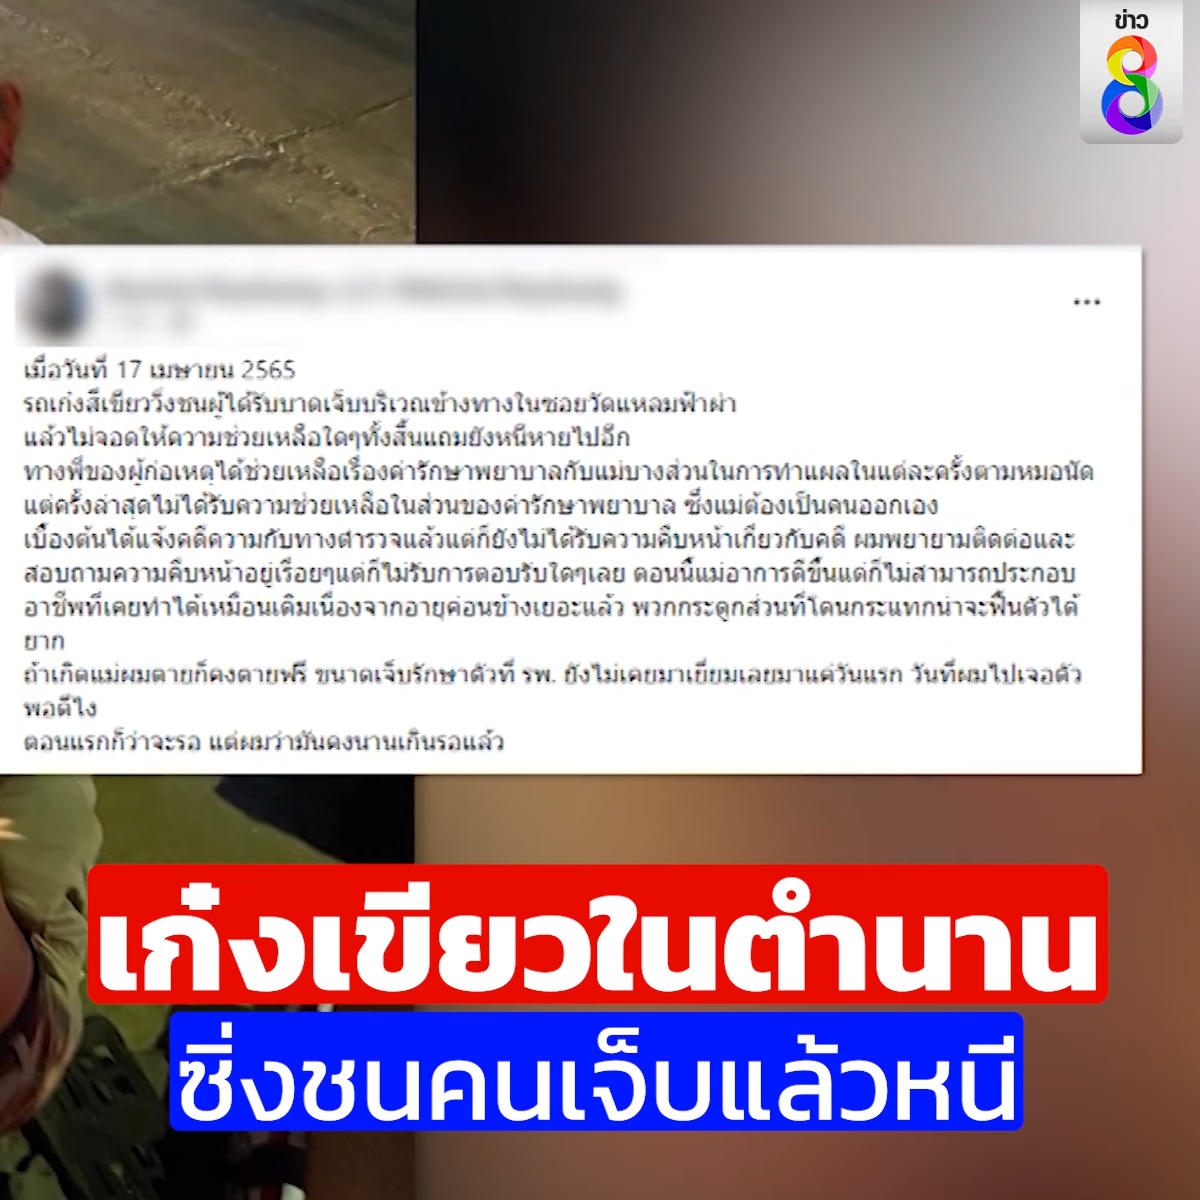 ข่าว
8
เมื่อวันที่ 17 เมษายน 2565
รถเก๋งสีเขียววิ่งชนผู้ได้รับบาดเจ็บบริเวณข้างทางในซอยวัดแหลมฟ้าผ่า
แล้วไม่จอดให้ความช่วยเหลือใดๆทั้งสิ้นแถมยังหนีหายไปอีก
ทางพี่ของผู้ก่อเหตุได้ช่วยเหลือเรื่องค่ารักษาพยาบาลกับแม่บางส่วนในการทำแผลในแต่ละครั้งตามหมอนัด
แต่ครั้งล่าสุดไม่ได้รับความช่วยเหลือในส่วนของค่ารักษาพยาบาล ซึ่งแม่ต้องเป็นคนออกเอง
เบื้องต้นได้แจ้งคดีความกับทางตำรวจแล้วแต่ก็ยังไม่ได้รับความคืบหน้าเกี่ยวกับคดี ผมพยายามติดต่อและ
สอบถามความคืบหน้าอยู่เรื่อยๆแต่ก็ไม่รับการตอบรับใดๆเลย ตอนนี้แม่อาการดีขึ้นแต่ก็ไม่สามารถประกอบ
อาชีพที่เคยทำได้เหมือนเดิมเนื่องจากอายุค่อนข้างเยอะแล้ว พวกกระดูกส่วนที่โดนกระแทกน่าจะฟื้นตัวได้
ยาก
ถ้าเกิดแม่ผมตายก็คงตายฟรี ขนาดเจ็บรักษาตัวที่ รพ. ยังไม่เคยมาเยี่ยมเลยมาแค่วันแรก วันที่ผมไปเจอตัว
พอดีไง
ตอนแรกก็ว่าจะรอ แต่ผมว่ามันคงนานเกินรอแล้ว
เก๋งเขียวในตำนาน
ซิ่งชนคนเจ็บแล้วหนี